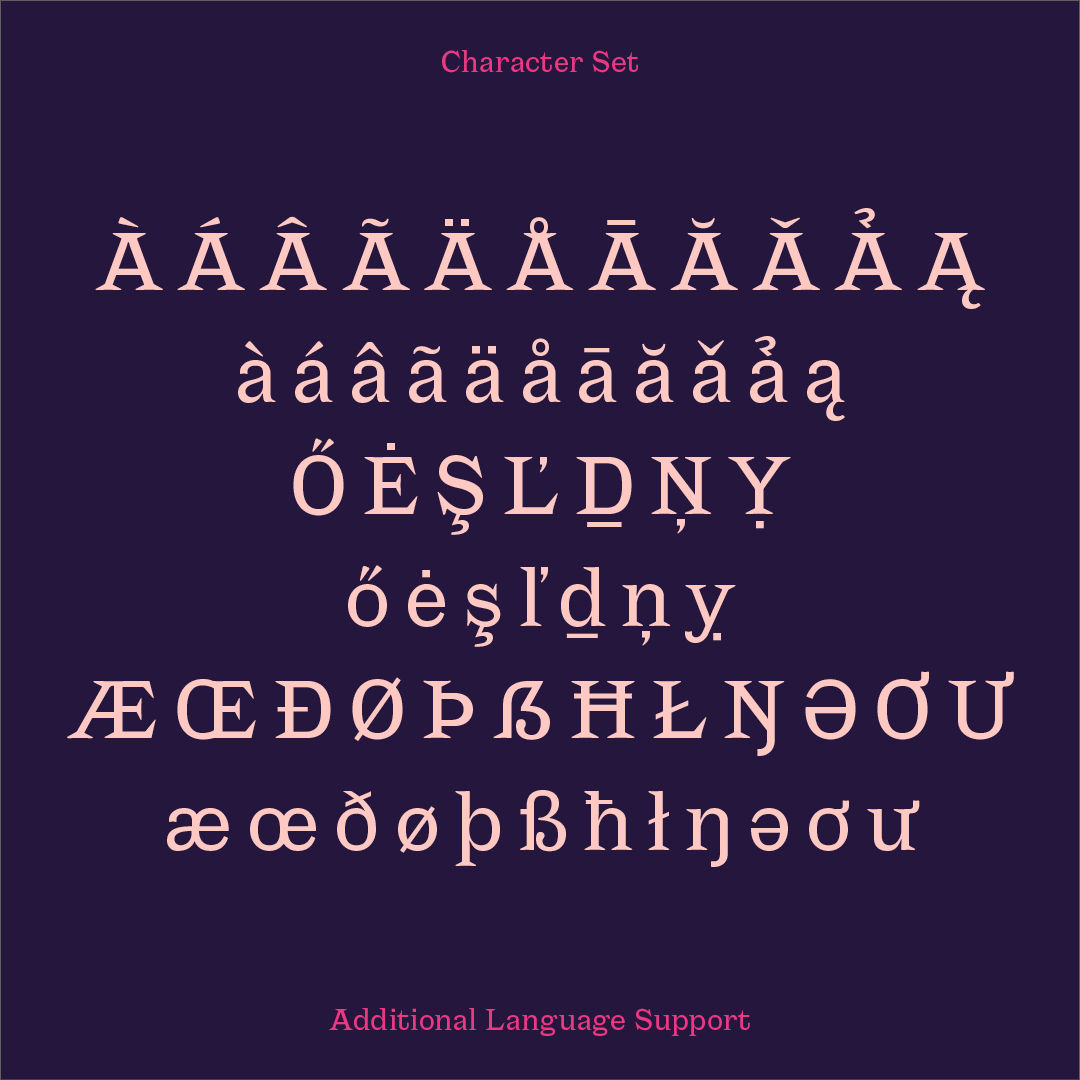 Character Set
À Á Â Ã Ä Å Ā Ă Ǎ Ả Ą
à á â ã ä å ā ă ǎ ả ą
Ő Ė Ş Ľ Ḏ Ņ Ỵ
ő ė ş ľ ḏ ņ ỵ
Æ Œ Đ Ø Þ ẞ Ħ Ł Ŋ Ə Ơ Ư
æ œ ð ø þ ß ħ ł ŋ ə ơ ư
Additional Language Support